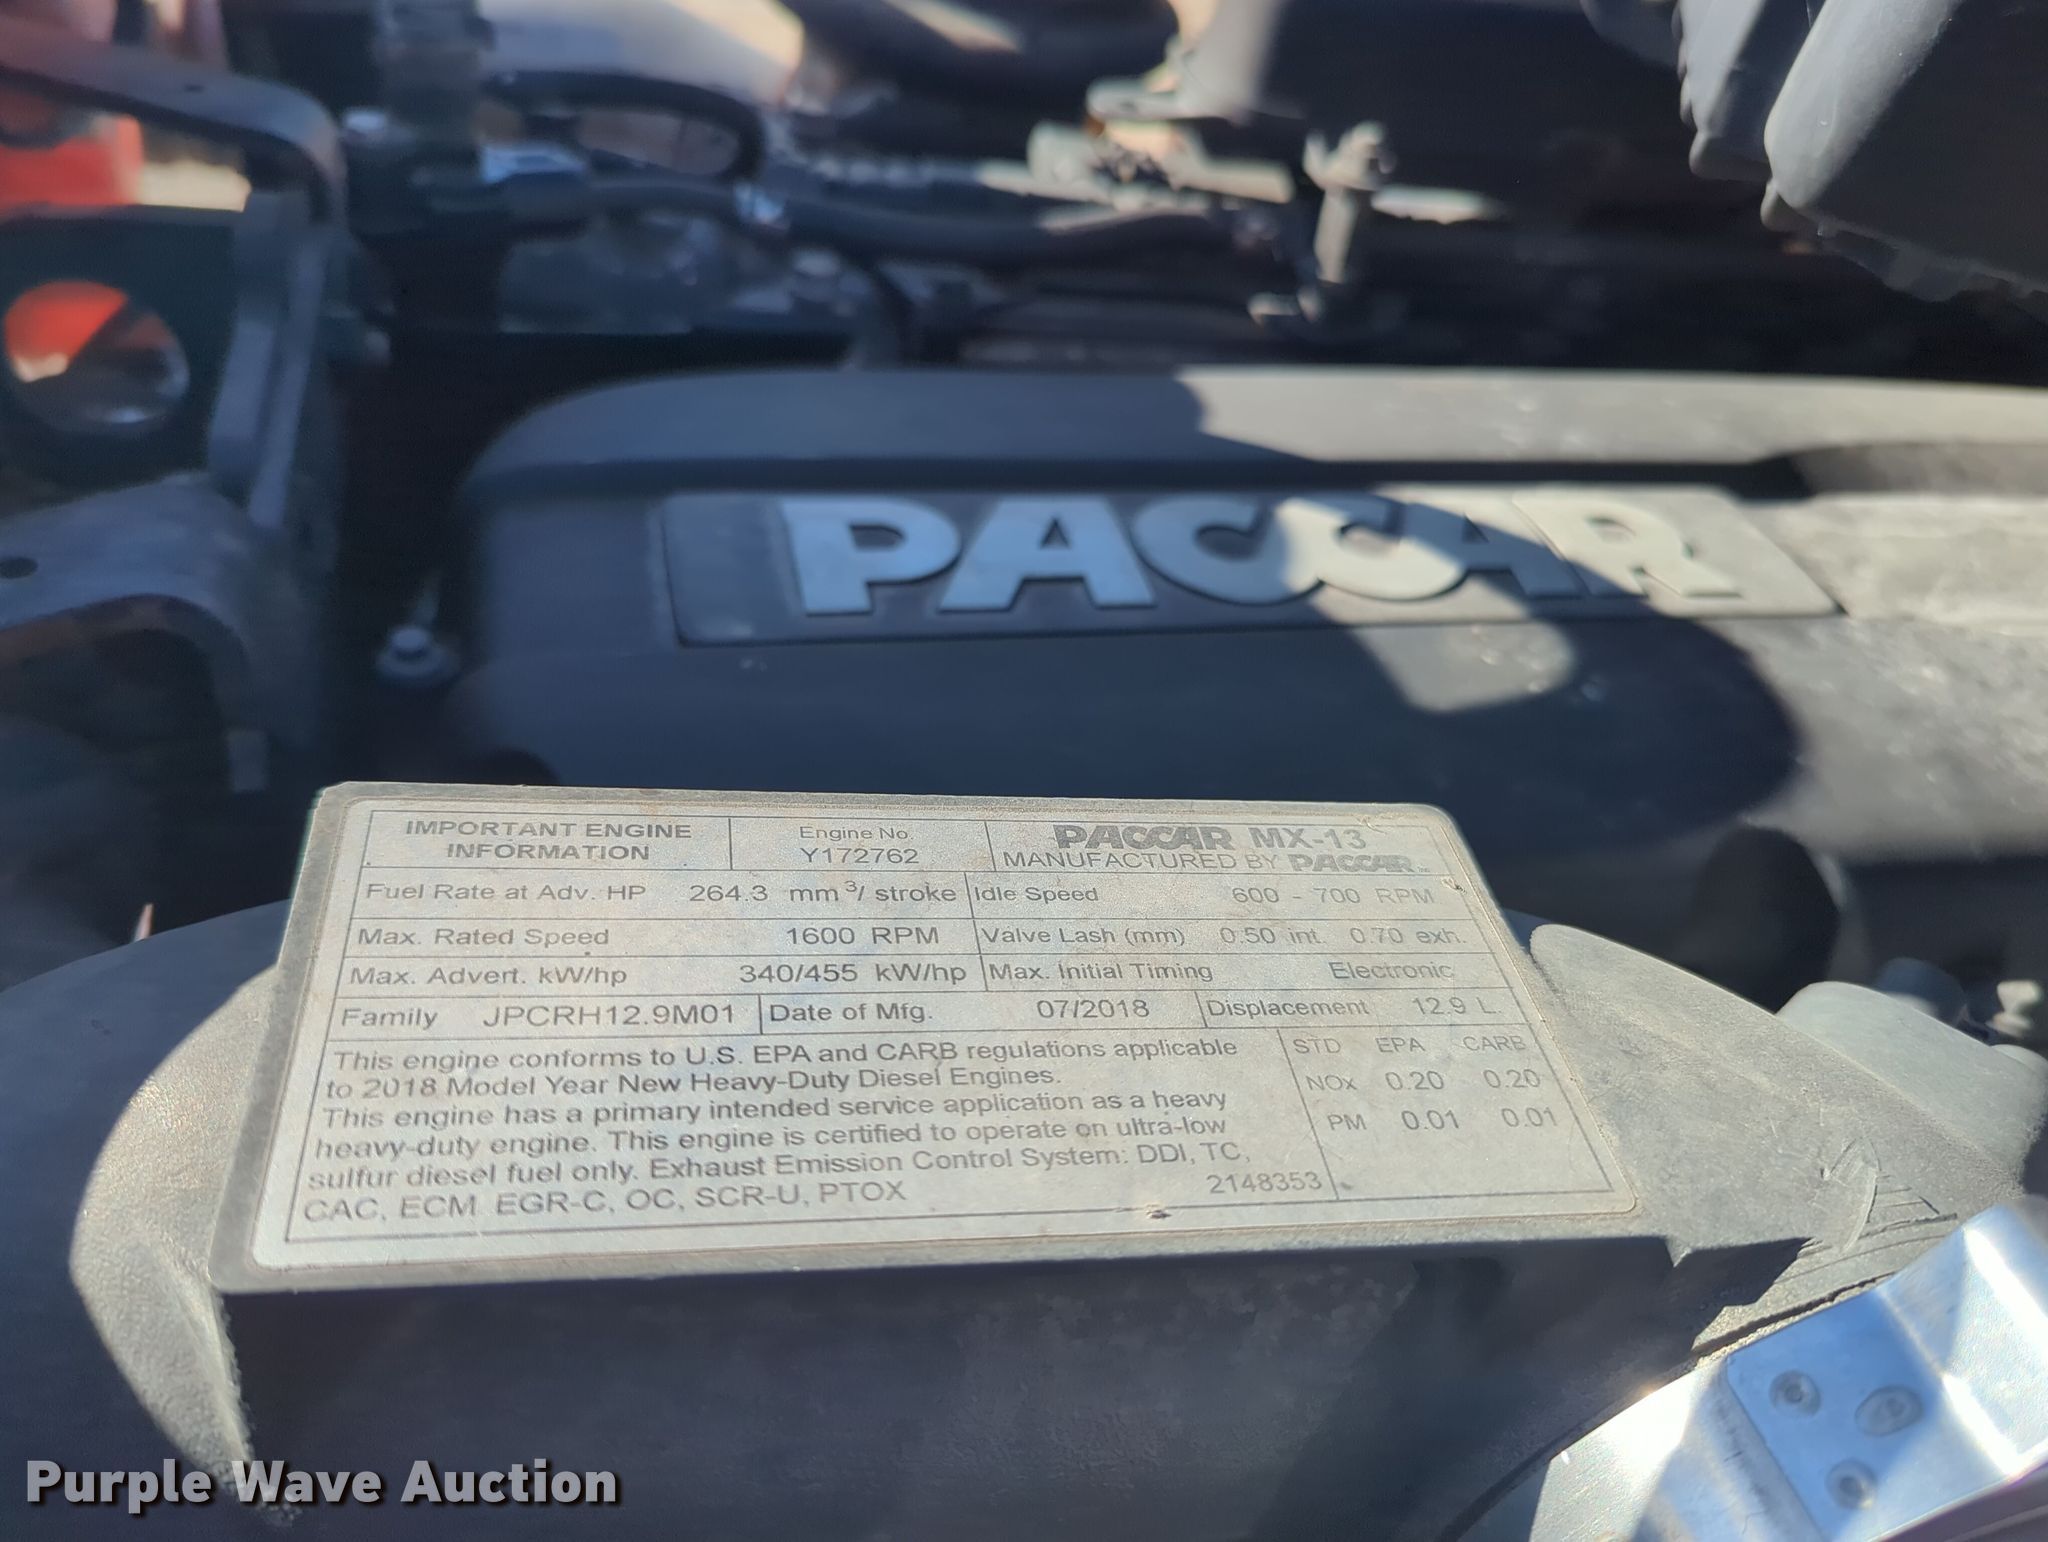 PACCAR
IMPORTANT ENGINE INFORMATION
Engine No. Y172762
PACCAR MX-13
MANUFACTURED BY PACCAR
Fuel Rate at Adv. HP 264.3 mm³/ stroke
Idle Speed 600 - 700 RPM
Max. Rated Speed 1600 RPM
Valve Lash (mm) 0.50 int. 0.70 exh.
Max. Advert. kW/hp 340/455 kW/hp
Max. Initial Timing Electronic
Family JPCRH12.9M01
Date of Mfg. 07/2018
Displacement 12.9 L.
This engine conforms to U.S. EPA and CARB regulations applicable
to 2018 Model Year New Heavy-Duty Diesel Engines.
This engine has a primary intended service application as a heavy
heavy-duty engine. This engine is certified to operate on ultra-low
sulfur diesel fuel only. Exhaust Emission Control System: DDI, TC,
CAC, ECM, EGR-C, OC, SCR-U, PTOX
2148353
STD EPA CARB
NOx 0.20 0.20
PM 0.01 0.01
Purple Wave Auction